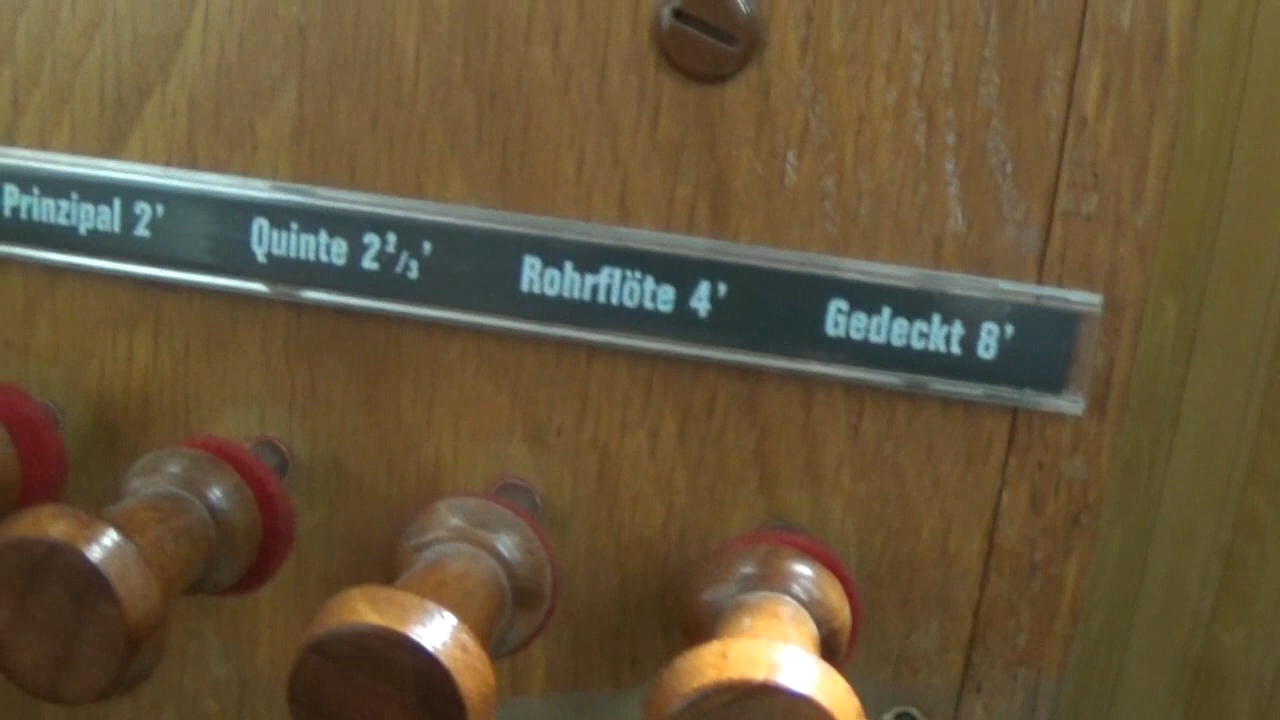 Prinzipal 2' Quinte 2²/₃' Rohrflöte 4' Gedeckt 8'